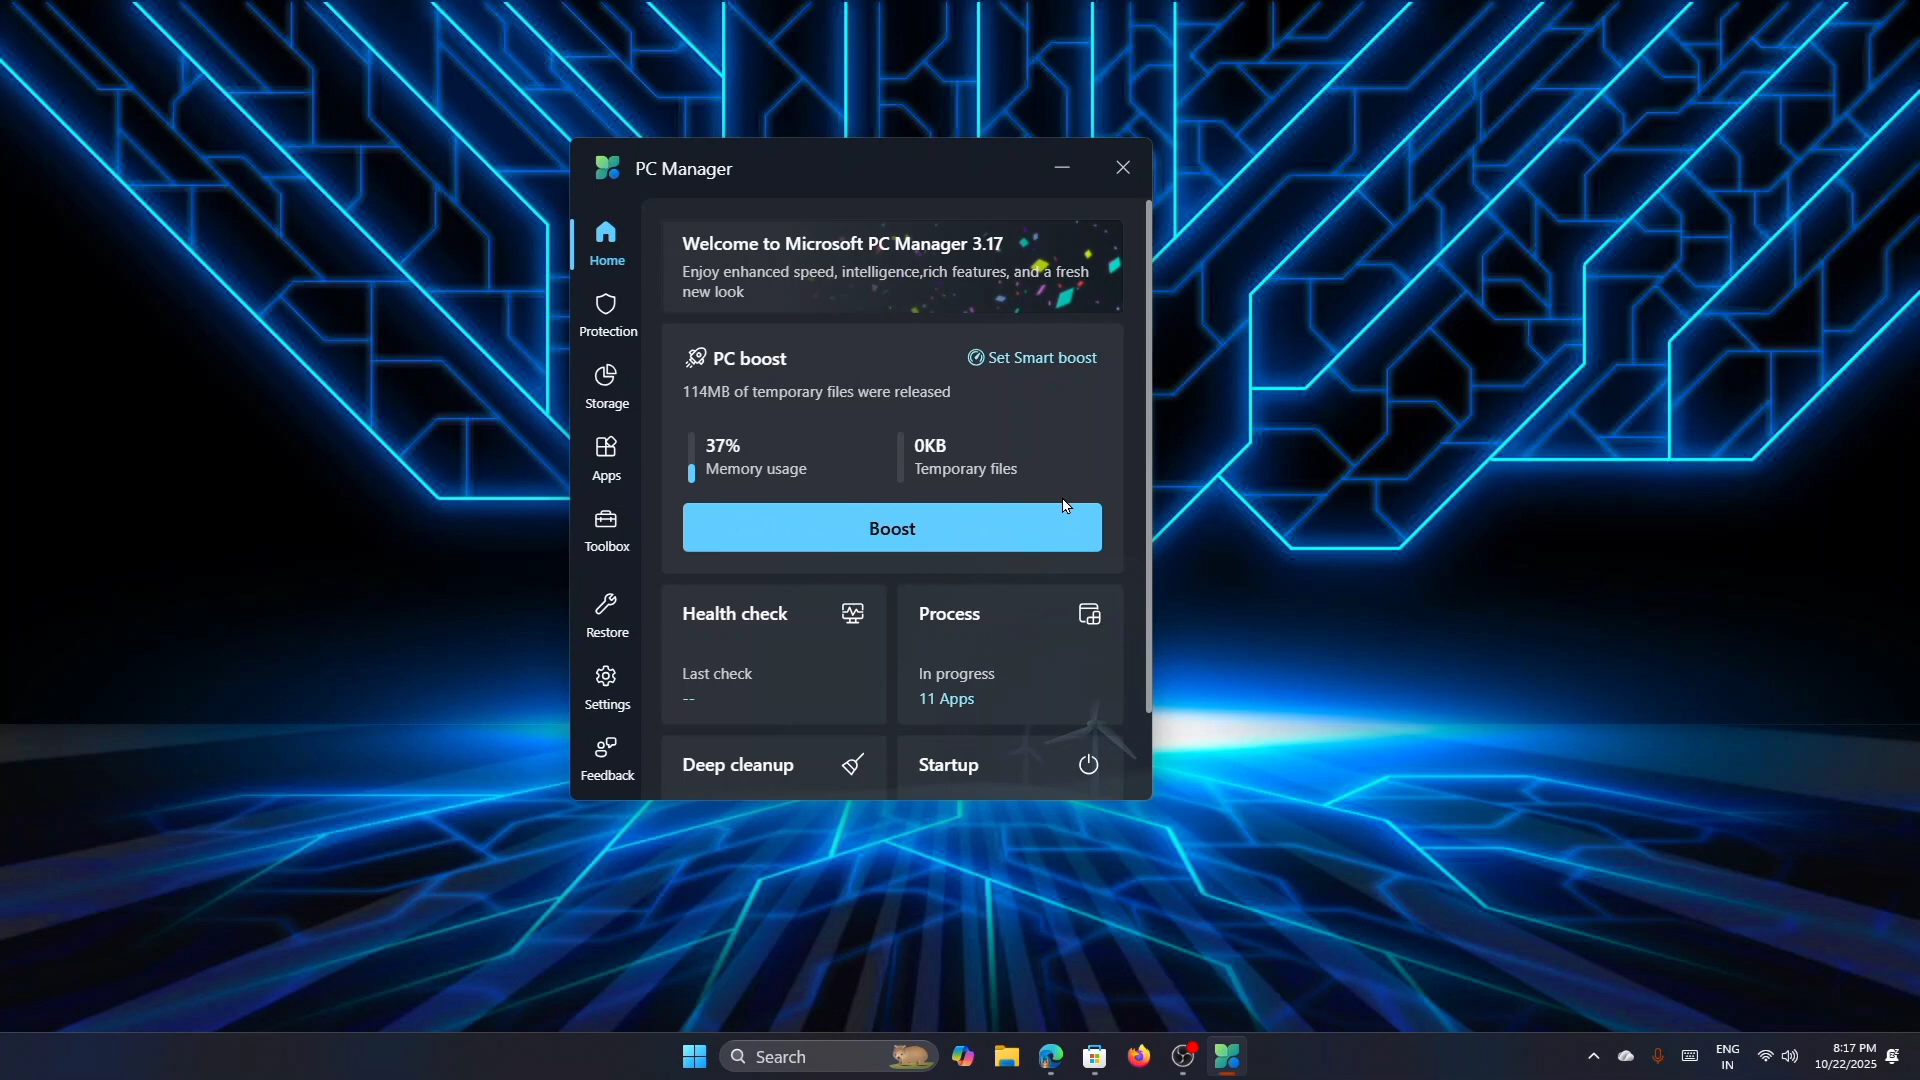 PC Manager
Home
Protection
Storage
Apps
Toolbox
Restore
Settings
Feedback
Welcome to Microsoft PC Manager 3.17
Enjoy enhanced speed, intelligence,rich features, and a fresh
new look
PC boost
Set Smart boost
114MB of temporary files were released
37%
Memory usage
0KB
Temporary files
Boost
Health check
Last check
--
Process
In progress
11 Apps
Deep cleanup
Startup
Search
ENG
IN
8:17 PM
10/22/2025